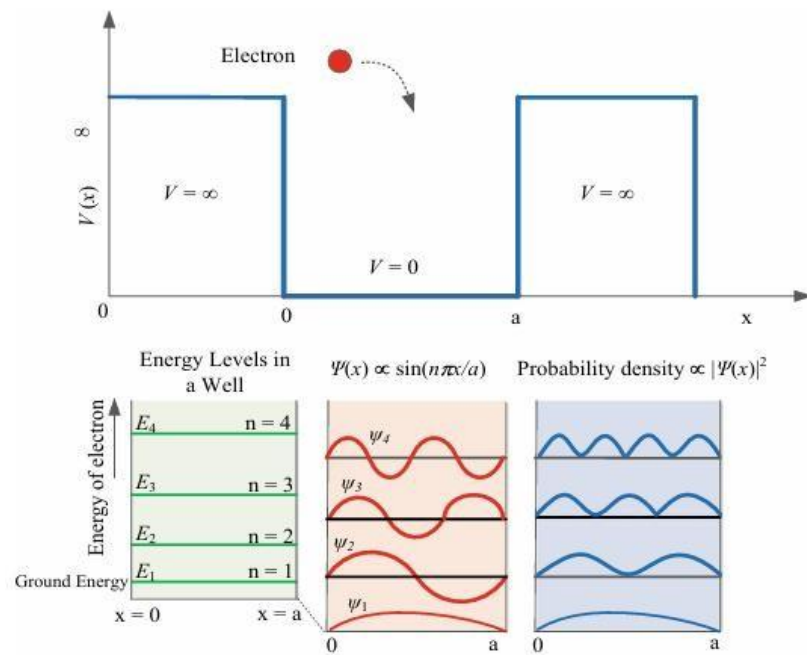 Electron
V(x)
∞
V = ∞
V = ∞
V = 0
0
0
a
x
Energy Levels in
a Well
Ψ(x) ∝ sin(nπx/a)
Probability density ∝ |Ψ(x)|²
Energy of electron
E₄ n = 4
E₃ n = 3
E₂ n = 2
E₁ n = 1
Ground Energy
x = 0 x = a
ψ₄
ψ₃
ψ₂
ψ₁
0 a
0 a